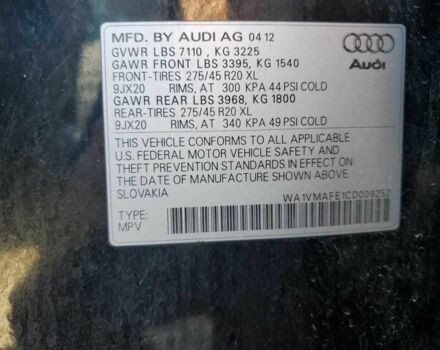 MFD. BY AUDI AG 04 12
GVWR LBS 7110 , KG 3225
GAWR FRONT LBS 3395, KG 1540
FRONT-TIRES 275/45 R20 XL
9JX20 RIMS, AT 300 KPA 44 PSI COLD
GAWR REAR LBS 3968, KG 1800
REAR-TIRES 275/45 R20 XL
9JX20 RIMS, AT 340 KPA 49 PSI COLD
Audi
THIS VEHICLE CONFORMS TO ALL APPLICABLE
U.S. FEDERAL MOTOR VEHICLE SAFETY AND
THEFT PREVENTION STANDARDS IN EFFECT ON
THE DATE OF MANUFACTURE SHOWN ABOVE.
SLOVAKIA
WA1VMAFE1CD009252
TYPE:
MPV